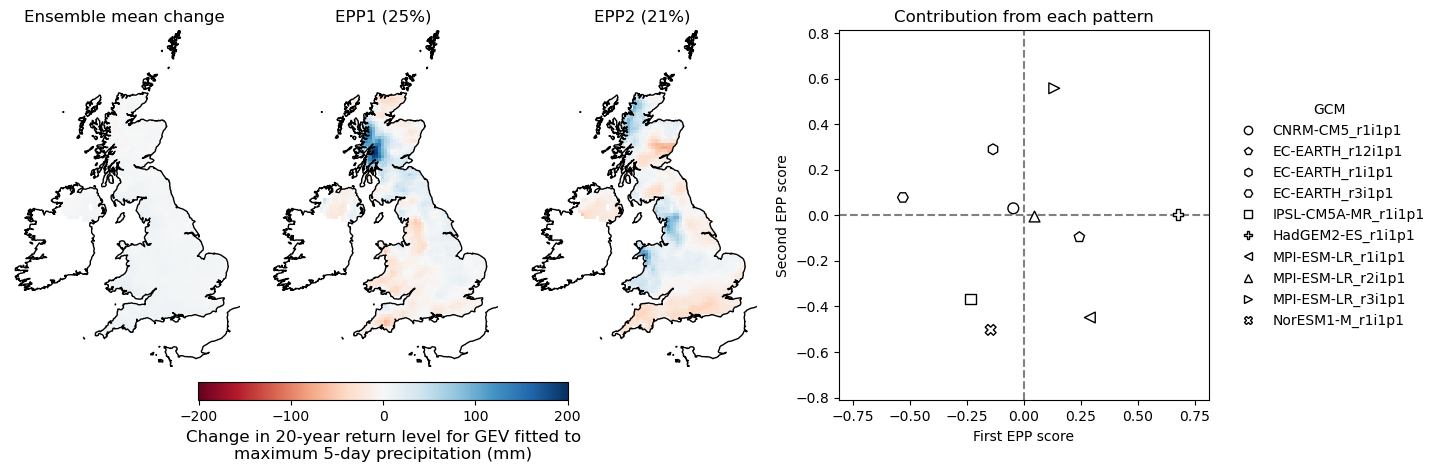 Ensemble mean change
EPP1 (25%)
EPP2 (21%)
−200
−100
0
100
200
Change in 20-year return level for GEV fitted to
maximum 5-day precipitation (mm)
Contribution from each pattern
Second EPP score
0.8
0.6
0.4
0.2
0.0
−0.2
−0.4
−0.6
−0.8
−0.75
−0.50
−0.25
0.00
0.25
0.50
0.75
First EPP score
GCM
CNRM-CM5_r1i1p1
EC-EARTH_r12i1p1
EC-EARTH_r1i1p1
EC-EARTH_r3i1p1
IPSL-CM5A-MR_r1i1p1
HadGEM2-ES_r1i1p1
MPI-ESM-LR_r1i1p1
MPI-ESM-LR_r2i1p1
MPI-ESM-LR_r3i1p1
NorESM1-M_r1i1p1